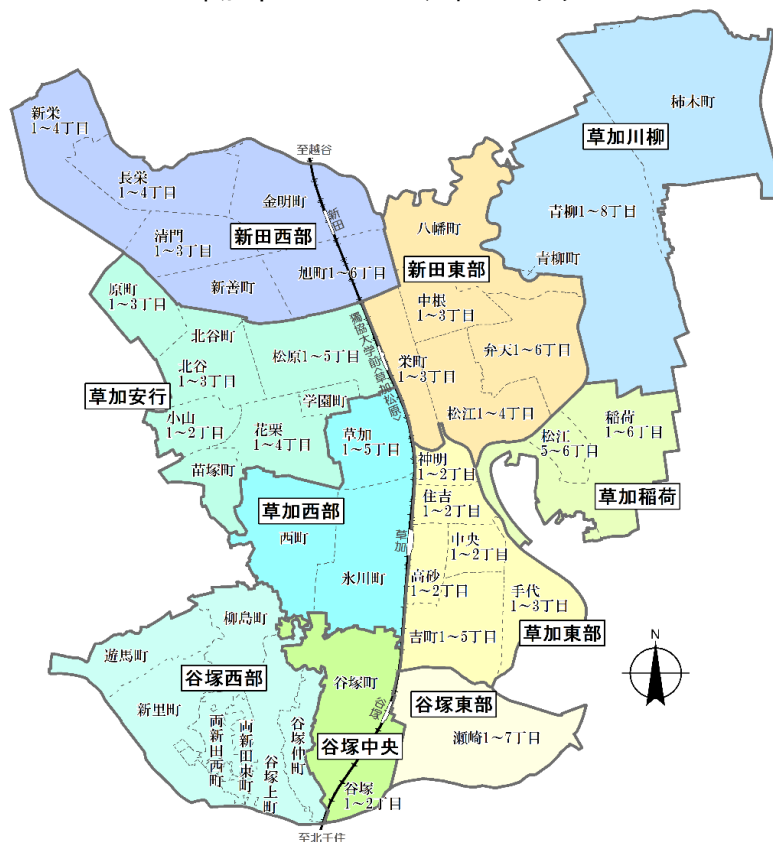 柿木町
新栄
1～4丁目
草加川柳
至越谷
長栄
1～4丁目
金明町
新田
青柳1～8丁目
八幡町
清門
1～3丁目
新田西部
青柳町
新田東部
旭町1～6丁目
原町
1～3丁目
新善町
中根
1～3丁目
獨協大学前〈草加松原〉
北谷町
弁天1～6丁目
松原1～5丁目
栄町
1～3丁目
北谷
1～3丁目
草加安行
学園町
小山
1～2丁目
松江1～4丁目
稲荷
1～6丁目
花栗
1～4丁目
草加
1～5丁目
松江
5～6丁目
神明
1～2丁目
苗塚町
草加稲荷
住吉
1～2丁目
草加西部
西町
草加
中央
1～2丁目
氷川町
高砂
1～2丁目
手代
1～3丁目
柳島町
吉町1～5丁目
草加東部
N
遊馬町
谷塚西部
谷塚町
谷塚東部
新里町
谷塚
両新田西町
両新田東町
谷塚上町
谷塚仲町
谷塚中央
瀬崎1～7丁目
谷塚
1～2丁目
至北千住